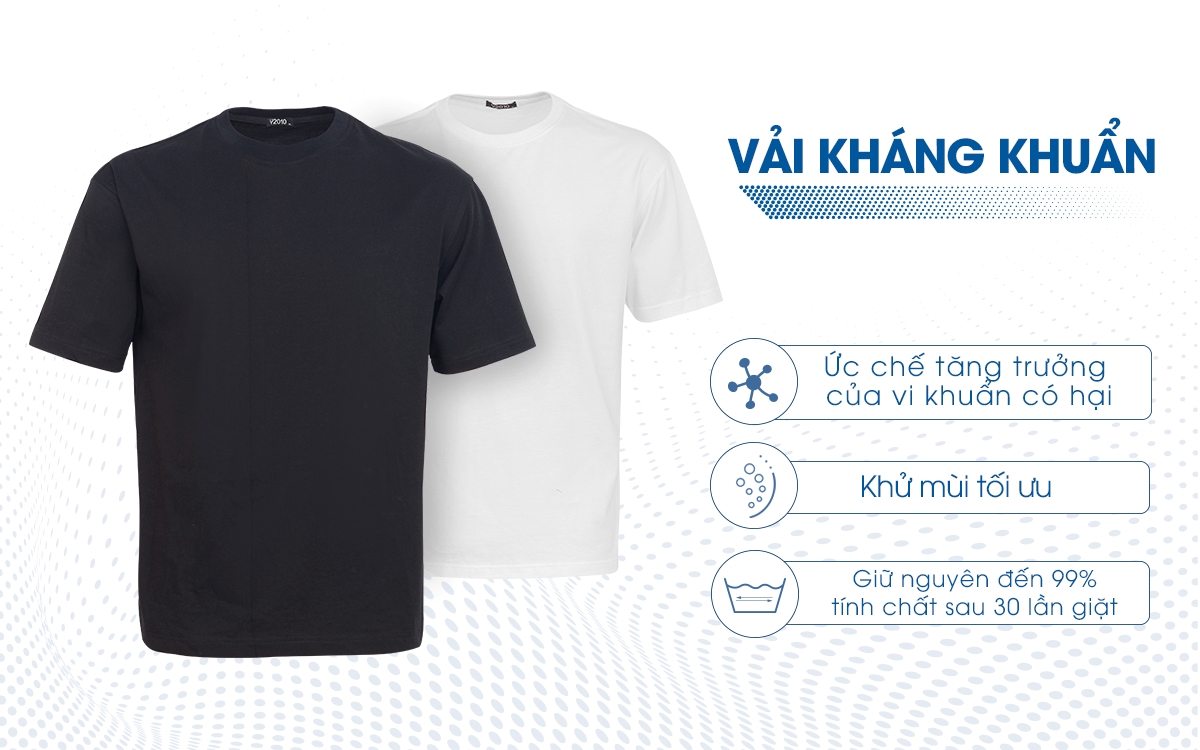 V2010
VẢI KHÁNG KHUẨN
Ức chế tăng trưởng
của vi khuẩn có hại
Khử mùi tối ưu
Giữ nguyên đến 99%
tính chất sau 30 lần giặt